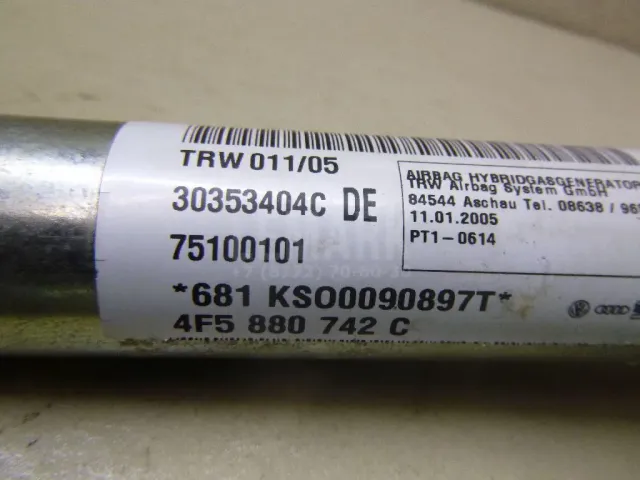 TRW 011/05
30353404C DE
75100101
*681 KSO0090897T*
4F5 880 742 C
AIRBAG HYBRIDGASGENERATOR
TRW Airbag System GmbH
84544 Aschau Tel. 08638 / 96
11.01.2005
PT1-0614